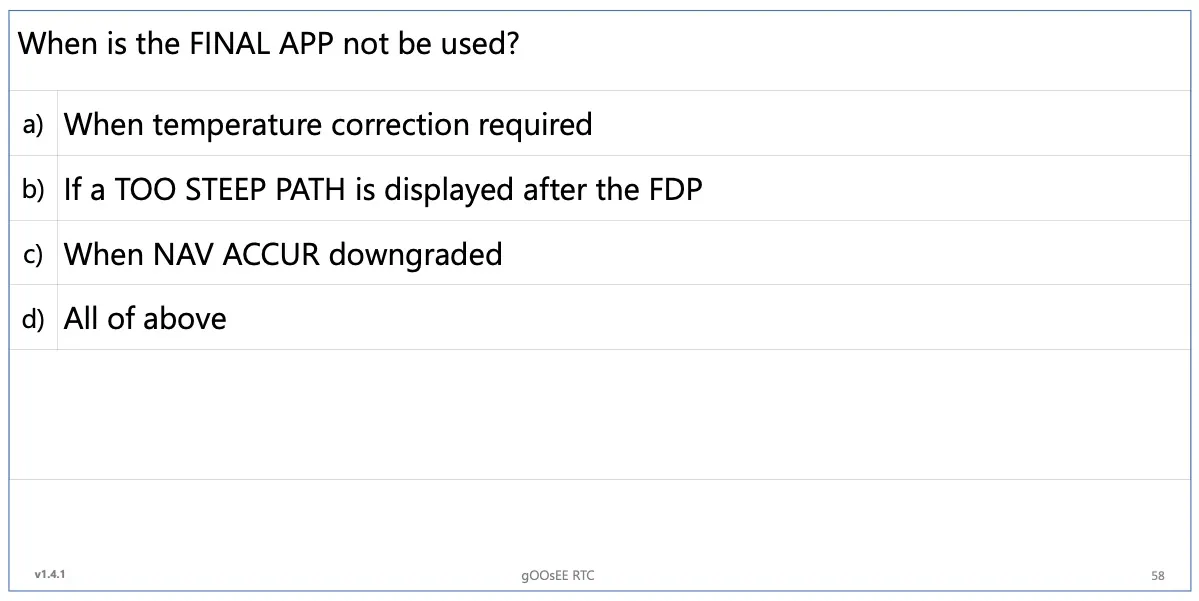 When is the FINAL APP not be used?
a) When temperature correction required
b) If a TOO STEEP PATH is displayed after the FDP
c) When NAV ACCUR downgraded
d) All of above
v1.4.1 gOOsEE RTC 58